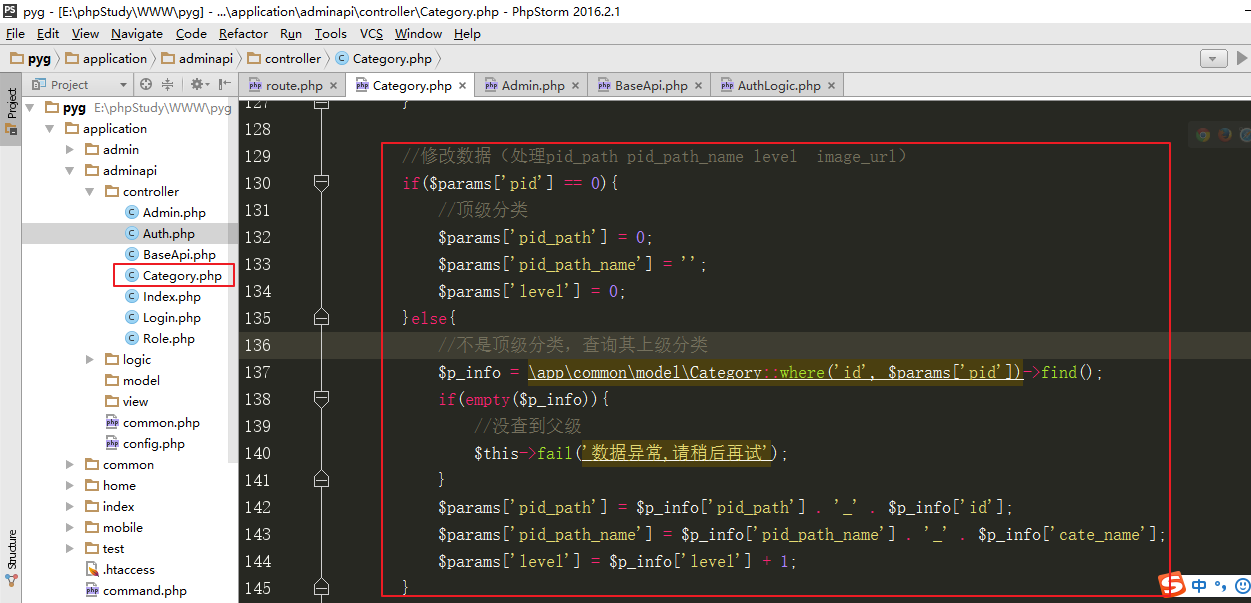 pyg - [E:\phpStudy\WWW\pyg] - ...\application\adminapi\controller\Category.php - PhpStorm 2016.2.1
File Edit View Navigate Code Refactor Run Tools VCS Window Help
pyg application adminapi controller Category.php
Project
route.php Category.php Admin.php BaseApi.php AuthLogic.php
Project
Structure
pyg E:\phpStudy\WWW\pyg
application
admin
adminapi
controller
Admin.php
Auth.php
BaseApi.php
Category.php
Index.php
Login.php
Role.php
logic
model
view
common.php
config.php
common
home
index
mobile
test
.htaccess
command.php
127 }
128
129 //修改数据（处理pid_path pid_path_name level  image_url）
130 if($params['pid'] == 0){
131 //顶级分类
132 $params['pid_path'] = 0;
133 $params['pid_path_name'] = '';
134 $params['level'] = 0;
135 }else{
136 //不是顶级分类，查询其上级分类
137 $p_info = \app\common\model\Category::where('id', $params['pid'])->find();
138 if(empty($p_info)){
139 //没查到父级
140 $this->fail('数据异常,请稍后再试');
141 }
142 $params['pid_path'] = $p_info['pid_path'] . '_' . $p_info['id'];
143 $params['pid_path_name'] = $p_info['pid_path_name'] . '_' . $p_info['cate_name'];
144 $params['level'] = $p_info['level'] + 1;
145 }
中